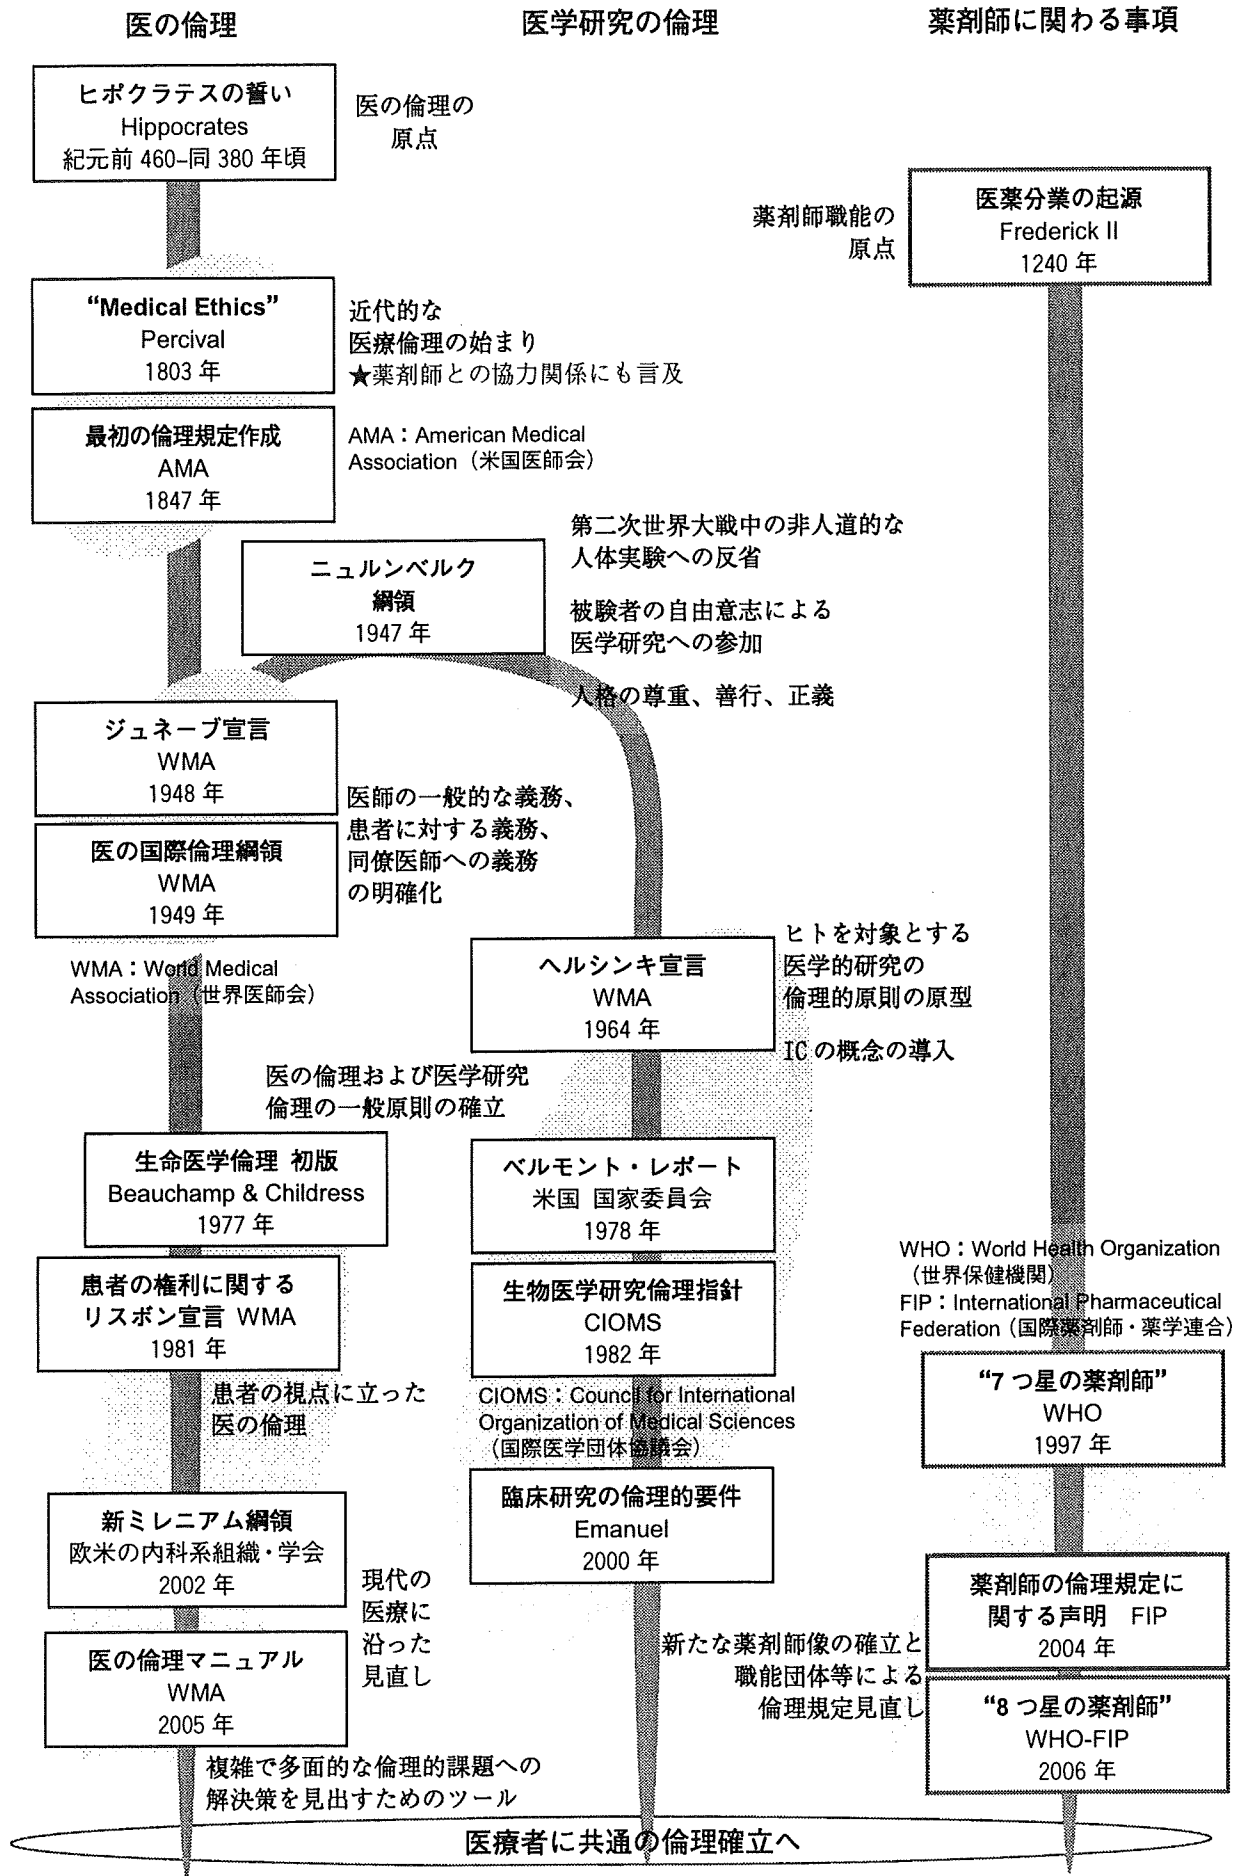 医の倫理
医学研究の倫理
薬剤師に関わる事項
ヒポクラテスの誓い
Hippocrates
紀元前 460–同 380 年頃
医の倫理の
原点
医薬分業の起源
Frederick II
1240 年
薬剤師職能の
原点
“Medical Ethics”
Percival
1803 年
近代的な
医療倫理の始まり
★薬剤師との協力関係にも言及
最初の倫理規定作成
AMA
1847 年
AMA：American Medical
Association（米国医師会）
ニュルンベルク
綱領
1947 年
第二次世界大戦中の非人道的な
人体実験への反省
被験者の自由意志による
医学研究への参加
人格の尊重、善行、正義
ジュネーブ宣言
WMA
1948 年
医の国際倫理綱領
WMA
1949 年
医師の一般的な義務、
患者に対する義務、
同僚医師への義務
の明確化
WMA：World Medical
Association（世界医師会）
ヘルシンキ宣言
WMA
1964 年
ヒトを対象とする
医学的研究の
倫理的原則の原型
IC の概念の導入
医の倫理および医学研究
倫理の一般原則の確立
生命医学倫理 初版
Beauchamp & Childress
1977 年
ベルモント・レポート
米国 国家委員会
1978 年
患者の権利に関する
リスボン宣言 WMA
1981 年
生物医学研究倫理指針
CIOMS
1982 年
患者の視点に立った
医の倫理
CIOMS：Council for International
Organization of Medical Sciences
（国際医学団体協議会）
WHO：World Health Organization
（世界保健機関）
FIP：International Pharmaceutical
Federation（国際薬剤師・薬学連合）
“7 つ星の薬剤師”
WHO
1997 年
臨床研究の倫理的要件
Emanuel
2000 年
新ミレニアム綱領
欧米の内科系組織・学会
2002 年
現代の
医療に
沿った
見直し
医の倫理マニュアル
WMA
2005 年
薬剤師の倫理規定に
関する声明 FIP
2004 年
新たな薬剤師像の確立と
職能団体等による
倫理規定見直し
“8 つ星の薬剤師”
WHO-FIP
2006 年
複雑で多面的な倫理的課題への
解決策を見出すためのツール
医療者に共通の倫理確立へ